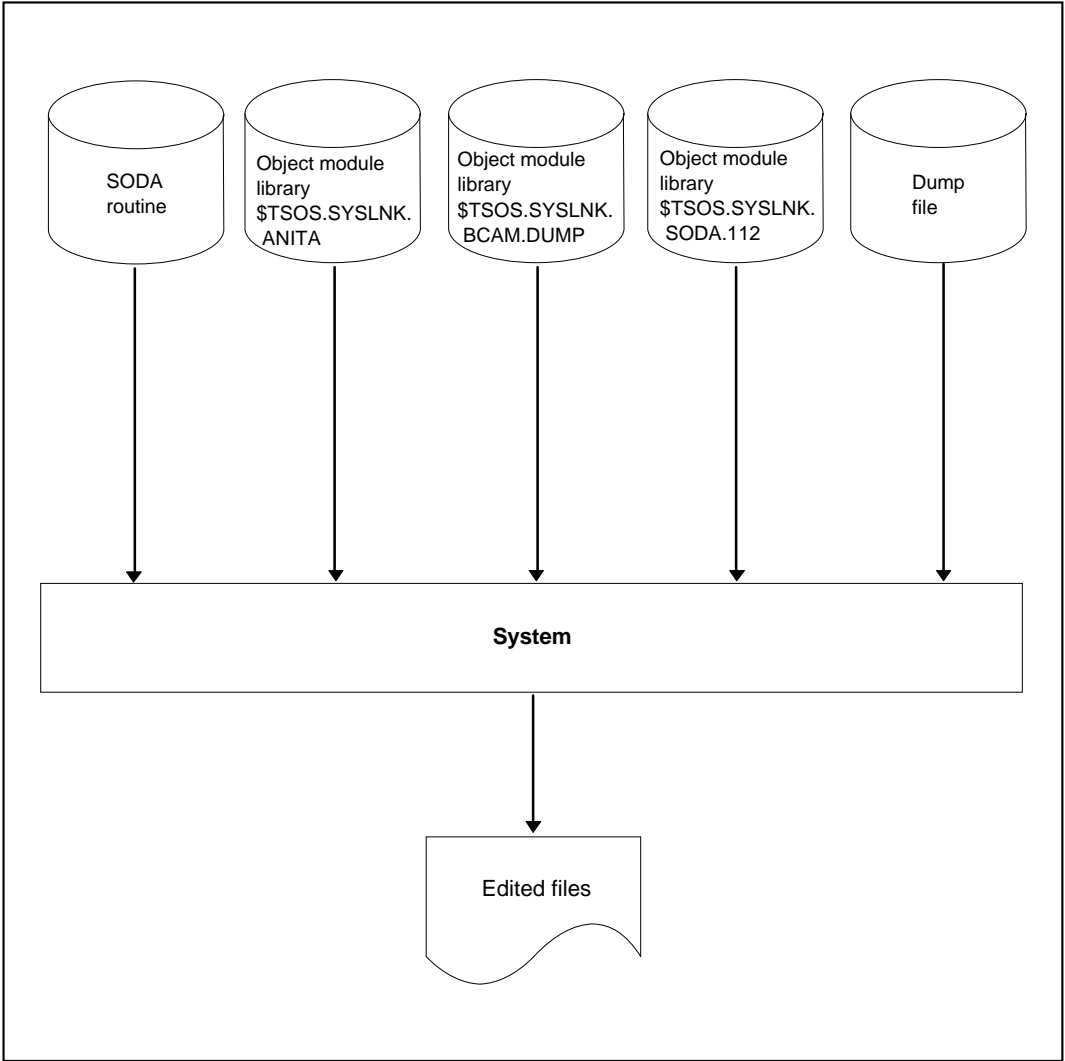 SODA
routine
Object module
library
$TSOS.SYSLNK.
ANITA
Object module
library
$TSOS.SYSLNK.
BCAM.DUMP
Object module
library
$TSOS.SYSLNK.
SODA.112
Dump
file
System
Edited files